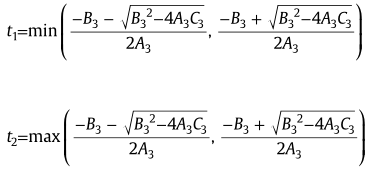 t₁=min( (−B₃ − √(B₃²−4A₃C₃))/(2A₃) , (−B₃ + √(B₃²−4A₃C₃))/(2A₃) )
t₂=max( (−B₃ − √(B₃²−4A₃C₃))/(2A₃) , (−B₃ + √(B₃²−4A₃C₃))/(2A₃) )